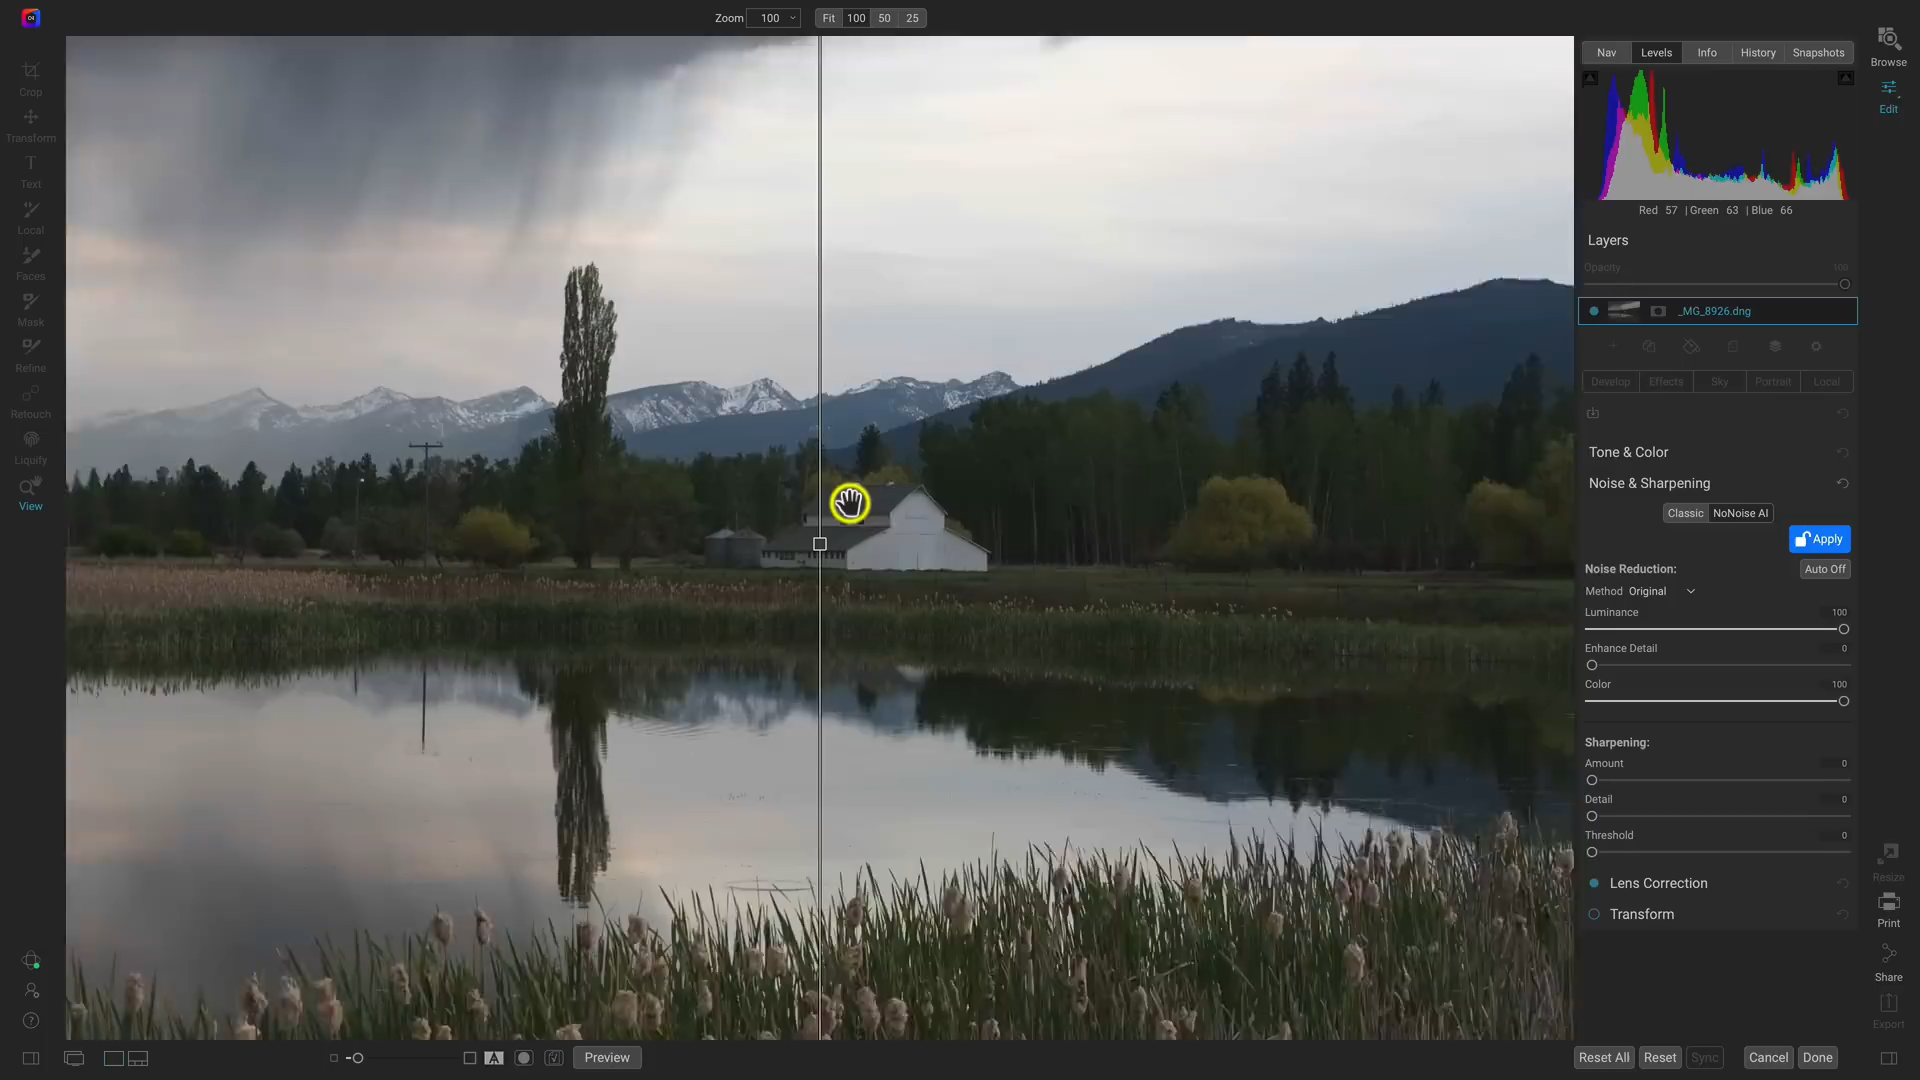 Zoom 100 Fit 100 50 25
Crop
Transform
Text
Local
Faces
Mask
Refine
Retouch
Liquify
View
Nav Levels Info History Snapshots
Browse
Edit
Red 57 | Green 63 | Blue 66
Layers
Opacity 100
_MG_8926.dng
Develop Effects Sky Portrait Local
Tone & Color
Noise & Sharpening
Classic NoNoise AI
Apply
Noise Reduction: Auto Off
Method Original
Luminance 100
Enhance Detail 0
Color 100
Sharpening:
Amount 0
Detail 0
Threshold 0
Lens Correction
Transform
Resize
Print
Share
Export
A Preview
Reset All Reset Sync Cancel Done